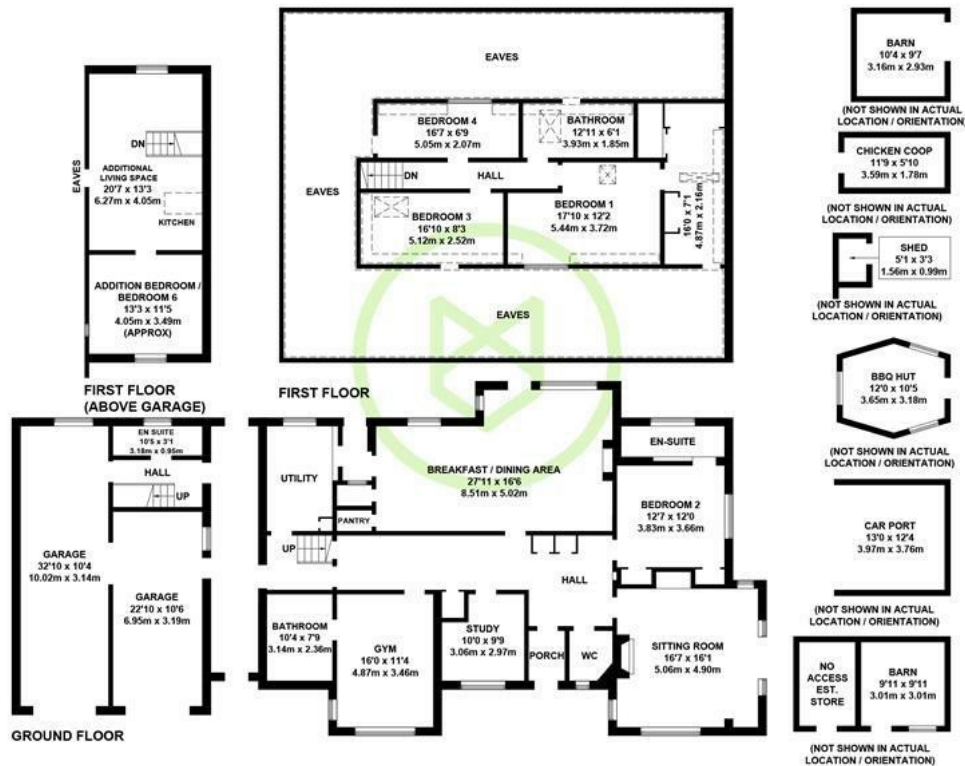 EAVES
DN
ADDITIONAL
LIVING SPACE
20'7 x 13'3
6.27m x 4.05m
KITCHEN
ADDITION BEDROOM /
BEDROOM 6
13'3 x 11'5
4.05m x 3.49m
(APPROX)
FIRST FLOOR
(ABOVE GARAGE)
EAVES
BEDROOM 4
16'7 x 6'9
5.05m x 2.07m
BATHROOM
12'11 x 6'1
3.93m x 1.85m
DN
HALL
EAVES
BEDROOM 3
16'10 x 8'3
5.12m x 2.52m
BEDROOM 1
17'10 x 12'2
5.44m x 3.72m
16'0 x 7'1
4.87m x 2.16m
EAVES
FIRST FLOOR
EN SUITE
10'5 x 3'1
3.18m x 0.95m
HALL
UP
GARAGE
32'10 x 10'4
10.02m x 3.14m
GARAGE
22'10 x 10'6
6.95m x 3.19m
GROUND FLOOR
UTILITY
PANTRY
BREAKFAST / DINING AREA
27'11 x 16'6
8.51m x 5.02m
EN-SUITE
BEDROOM 2
12'7 x 12'0
3.83m x 3.66m
UP
HALL
BATHROOM
10'4 x 7'9
3.14m x 2.36m
GYM
16'0 x 11'4
4.87m x 3.46m
STUDY
10'0 x 9'9
3.06m x 2.97m
PORCH
WC
SITTING ROOM
16'7 x 16'1
5.06m x 4.90m
BARN
10'4 x 9'7
3.16m x 2.93m
(NOT SHOWN IN ACTUAL
LOCATION / ORIENTATION)
CHICKEN COOP
11'9 x 5'10
3.59m x 1.78m
(NOT SHOWN IN ACTUAL
LOCATION / ORIENTATION)
SHED
5'1 x 3'3
1.56m x 0.99m
(NOT SHOWN IN ACTUAL
LOCATION / ORIENTATION)
BBQ HUT
12'0 x 10'5
3.65m x 3.18m
(NOT SHOWN IN ACTUAL
LOCATION / ORIENTATION)
CAR PORT
13'0 x 12'4
3.97m x 3.76m
(NOT SHOWN IN ACTUAL
LOCATION / ORIENTATION)
NO
ACCESS
EST.
STORE
BARN
9'11 x 9'11
3.01m x 3.01m
(NOT SHOWN IN ACTUAL
LOCATION / ORIENTATION)